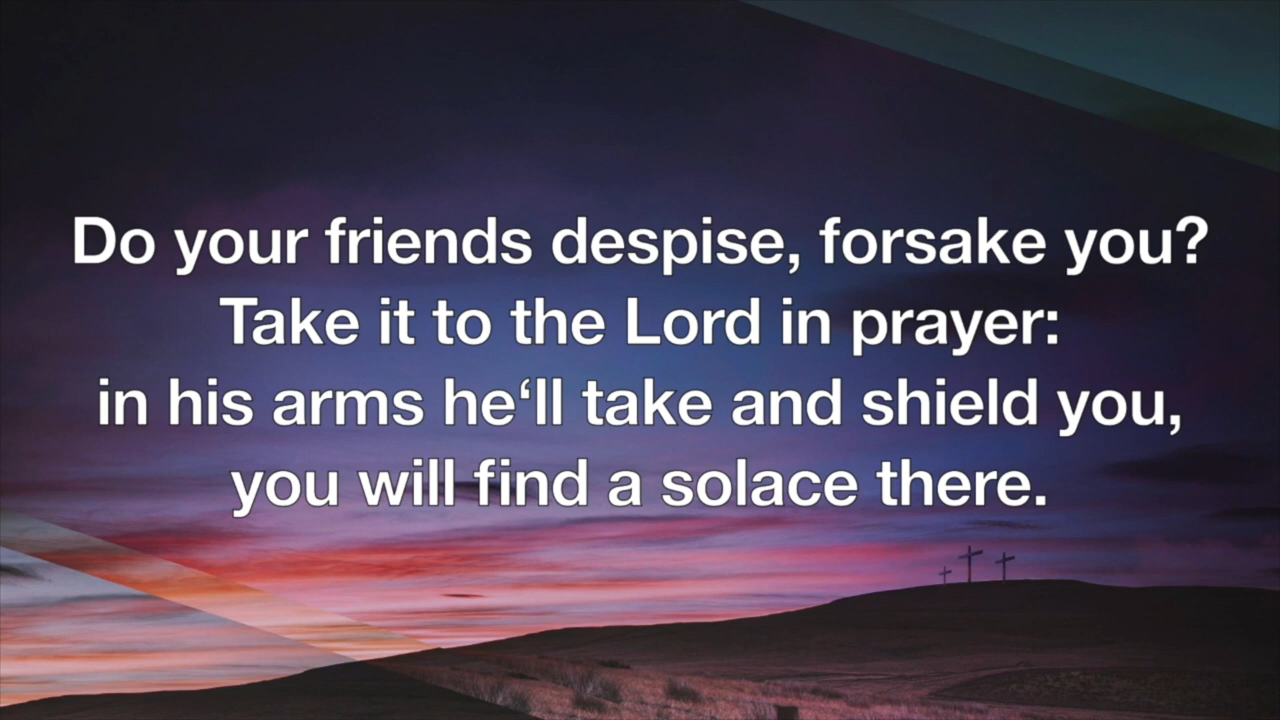 Do your friends despise, forsake you?
Take it to the Lord in prayer:
in his arms he‘ll take and shield you,
you will find a solace there.